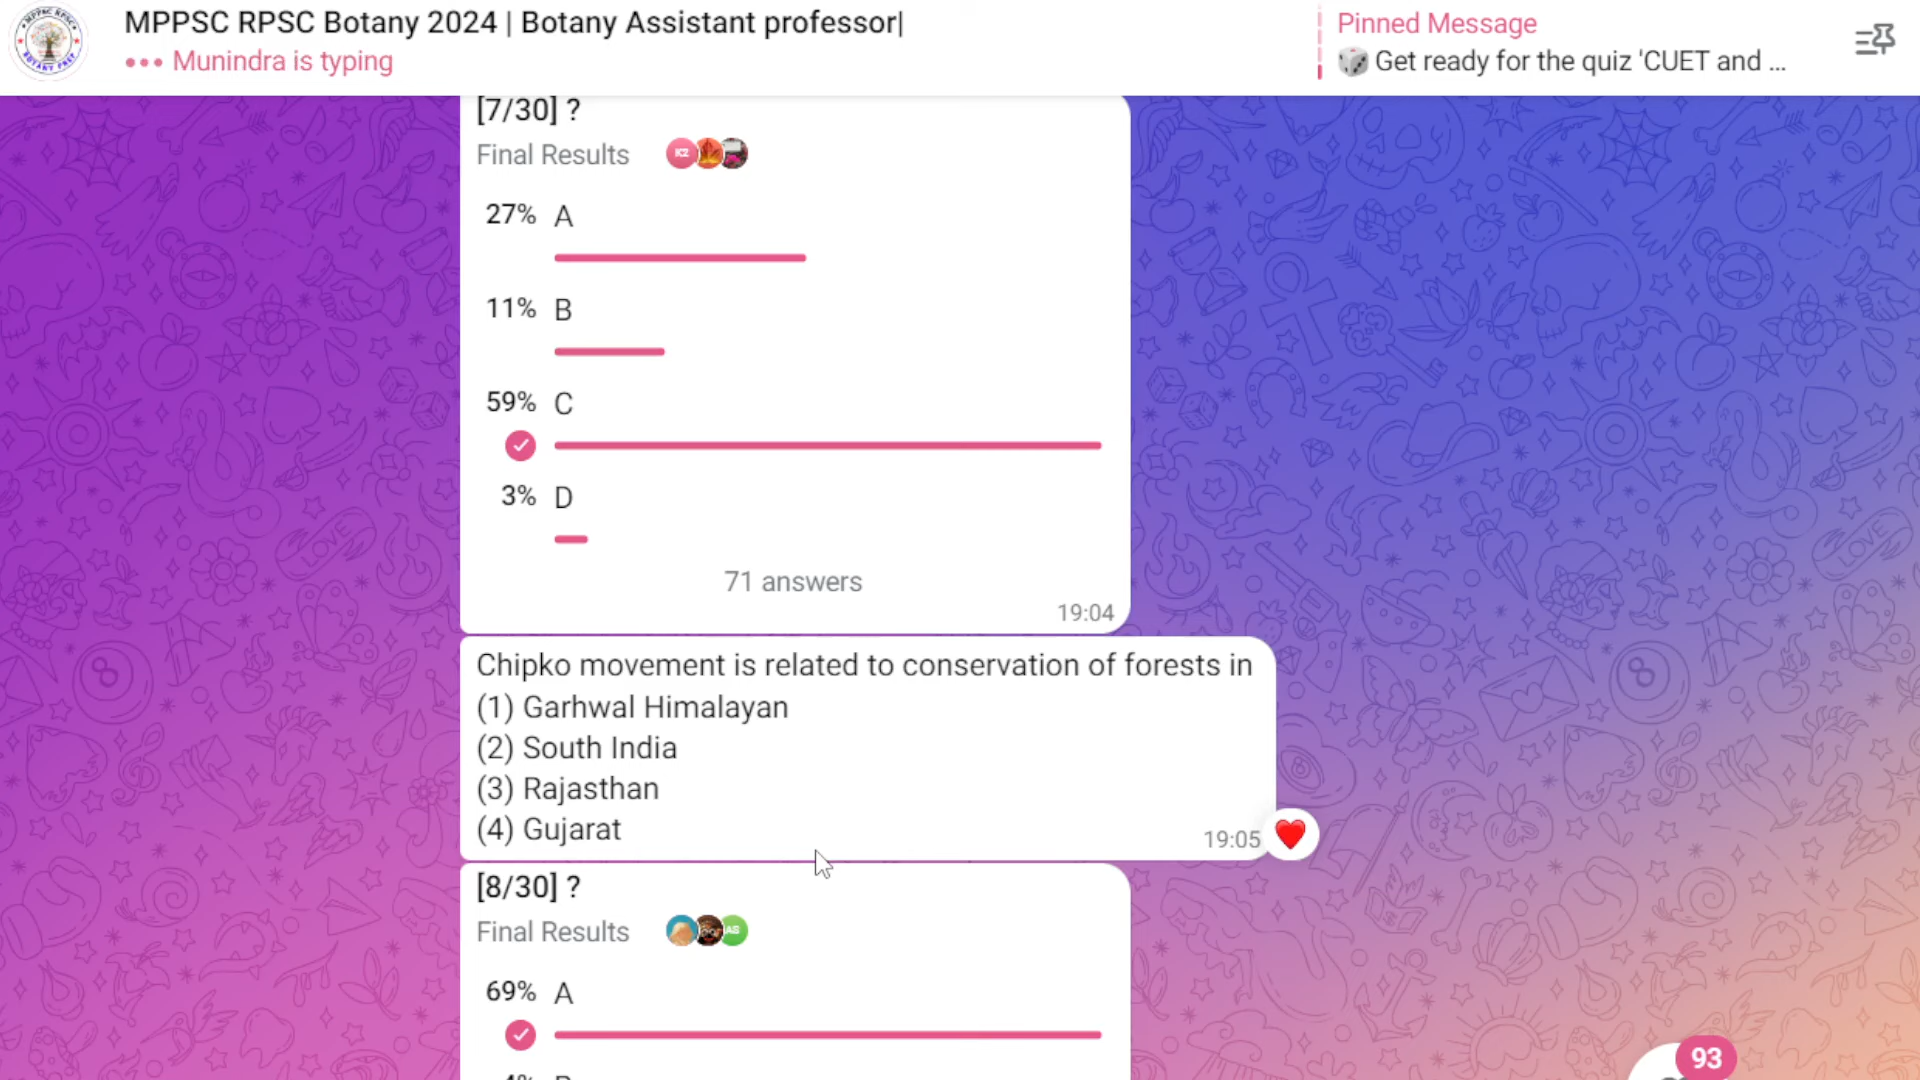 MPPSC RPSC Botany 2024 | Botany Assistant professor|
Munindra is typing
Pinned Message
Get ready for the quiz 'CUET and ...
[7/30] ?
Final Results
KZ
27% A
11% B
59% C
3% D
71 answers
19:04
Chipko movement is related to conservation of forests in
(1) Garhwal Himalayan
(2) South India
(3) Rajasthan
(4) Gujarat
19:05
[8/30] ?
Final Results
AS
69% A
93